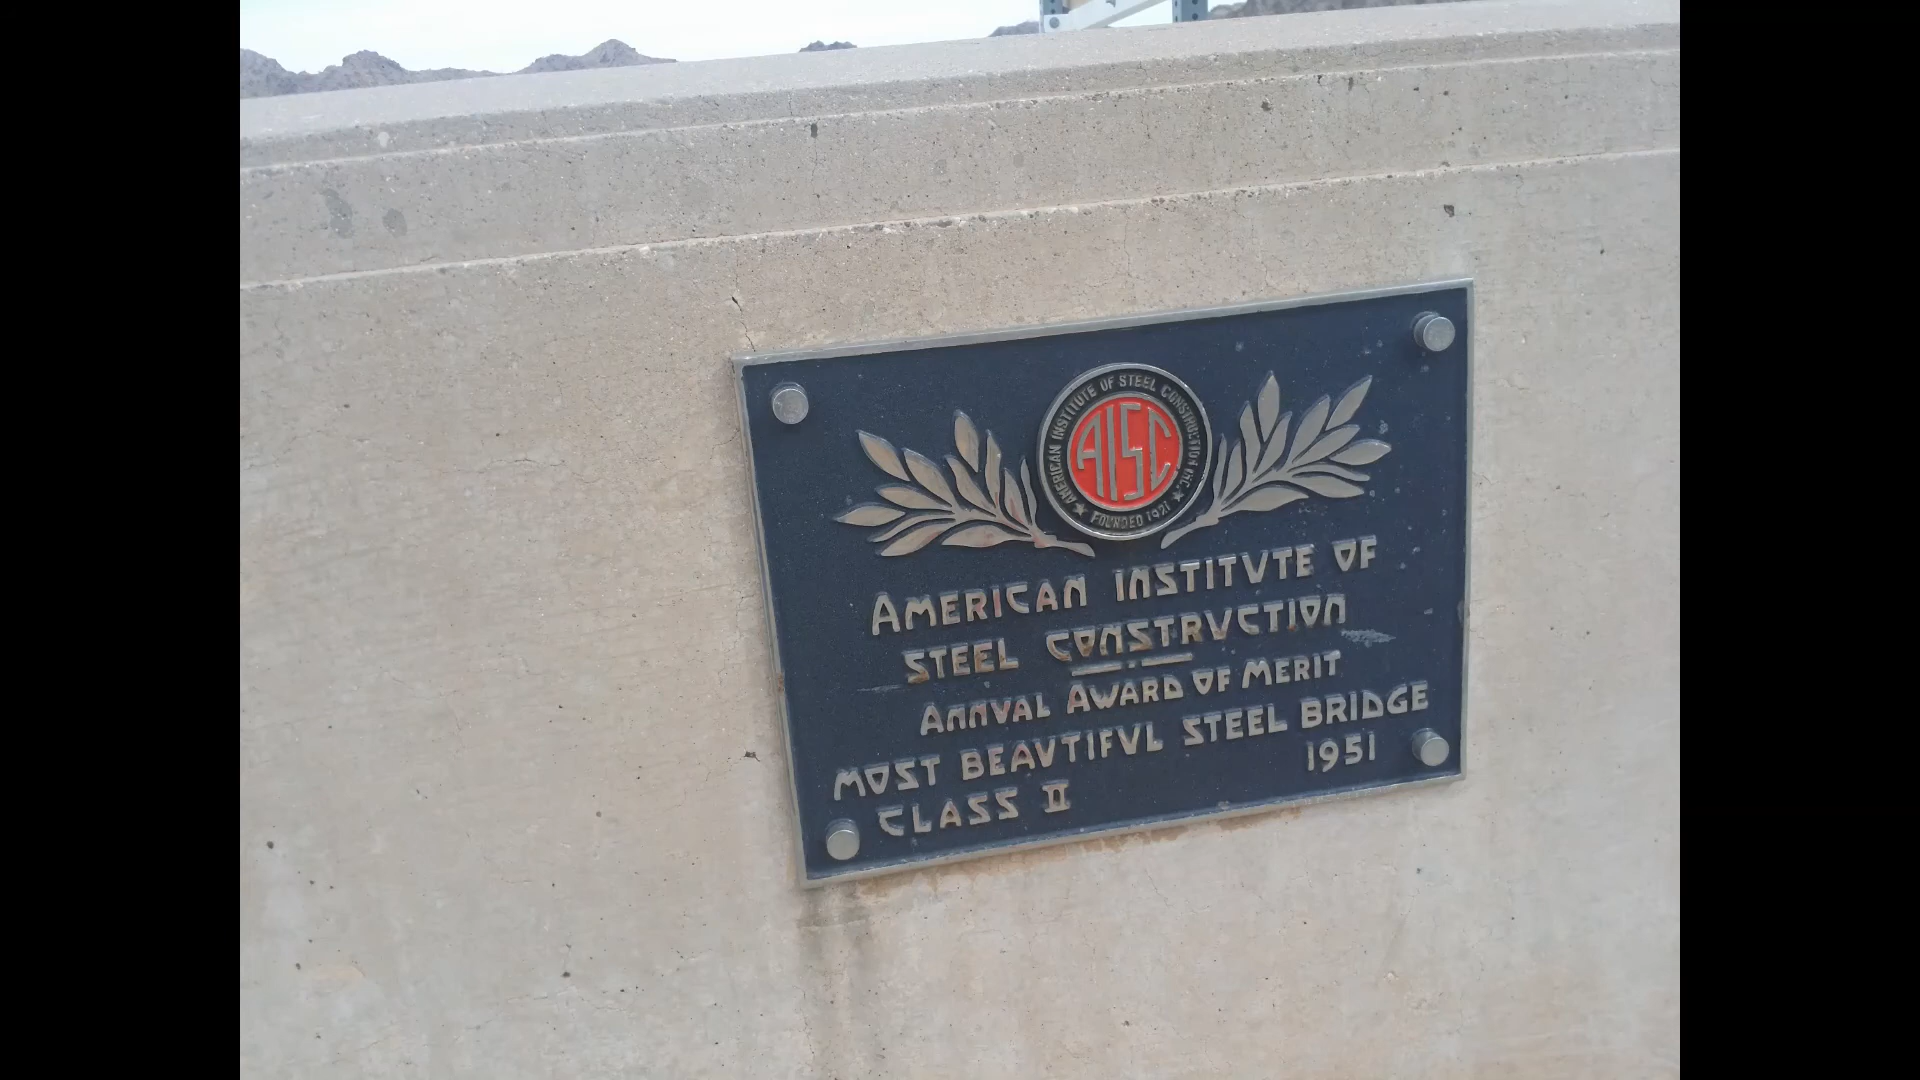 AMERICAN INSTITUTE OF STEEL CONSTRUCTION INC.
AISC
★ FOUNDED 1921 ★
AMERICAN INSTITVTE OF
STEEL CONSTRVCTION
ANNVAL AWARD OF MERIT
MOST BEAVTIFVL STEEL BRIDGE
CLASS II 1951